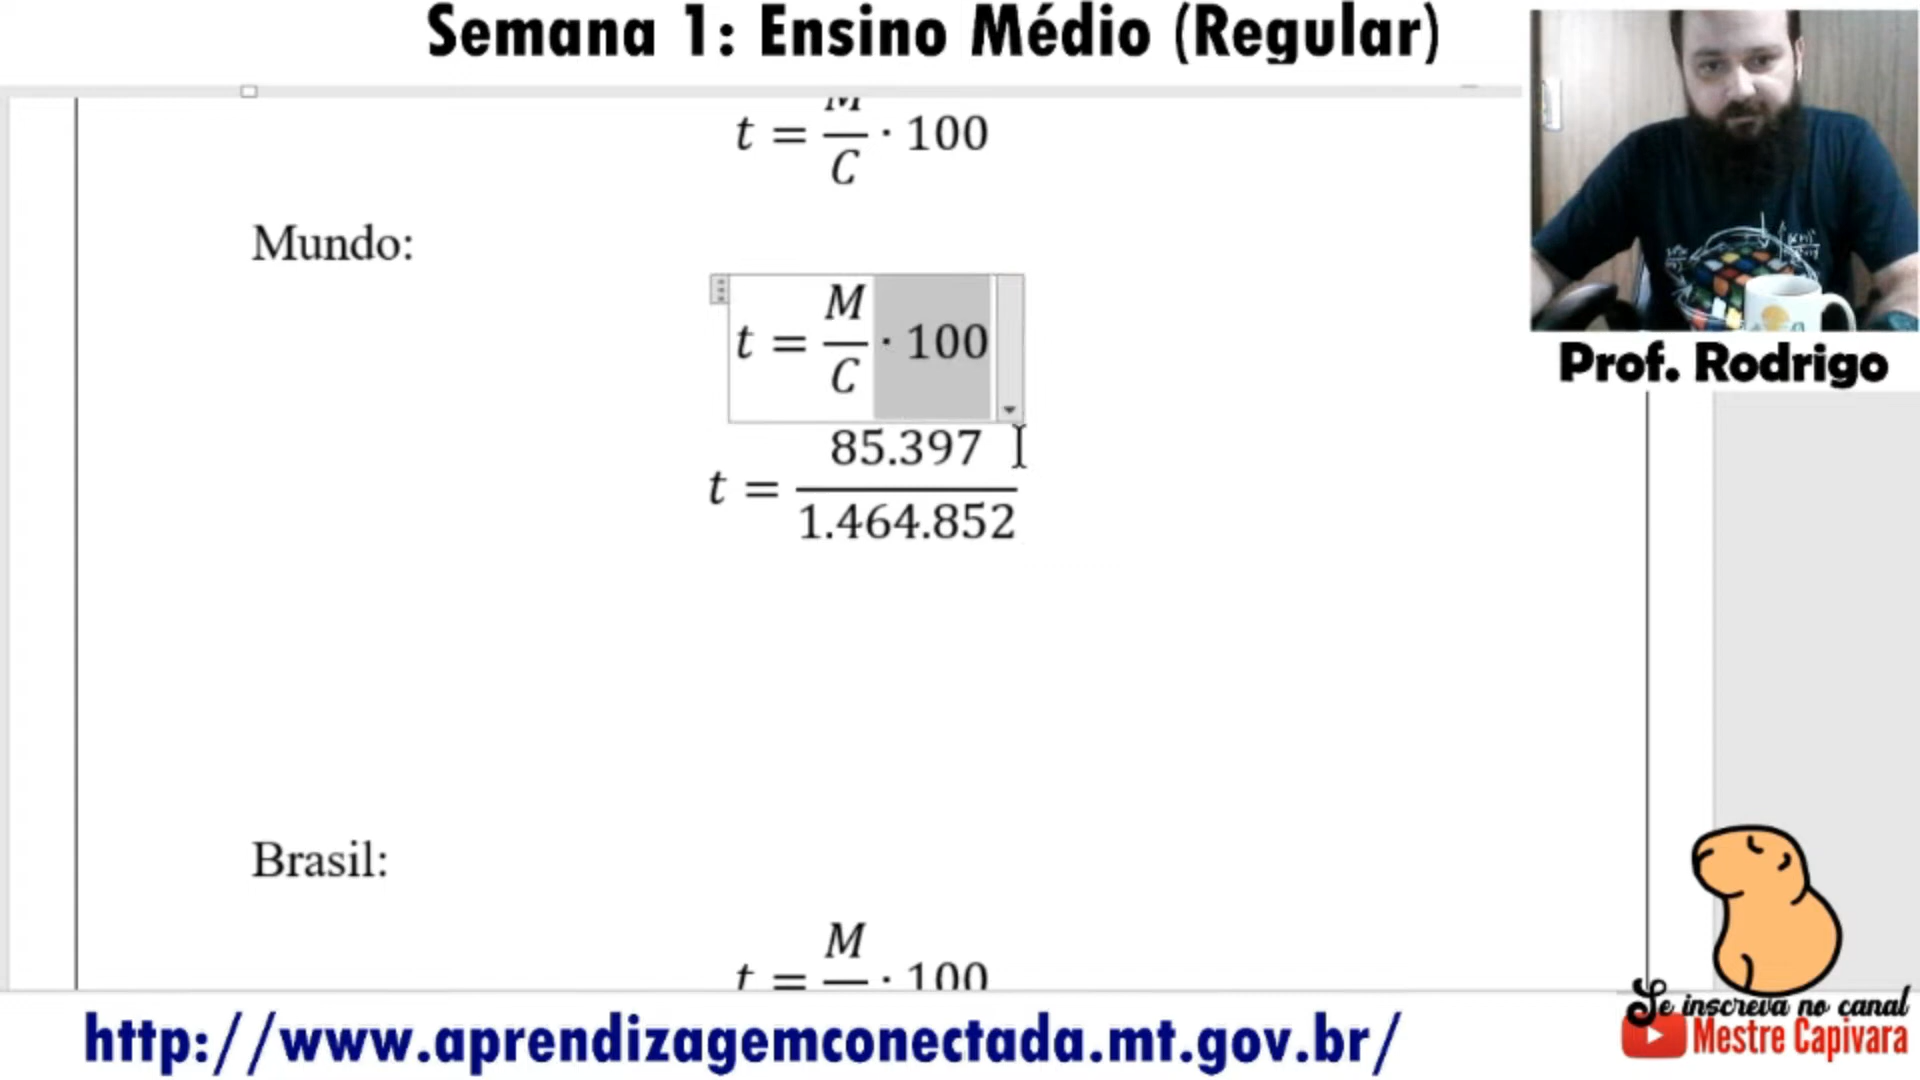 Semana 1: Ensino Médio (Regular)
t = M/C · 100
Mundo:
t = M/C · 100
t = 85.397/1.464.852
Brasil:
t = M · 100
Prof. Rodrigo
Se inscreva no canal
Mestre Capivara
http://www.aprendizagemconectada.mt.gov.br/